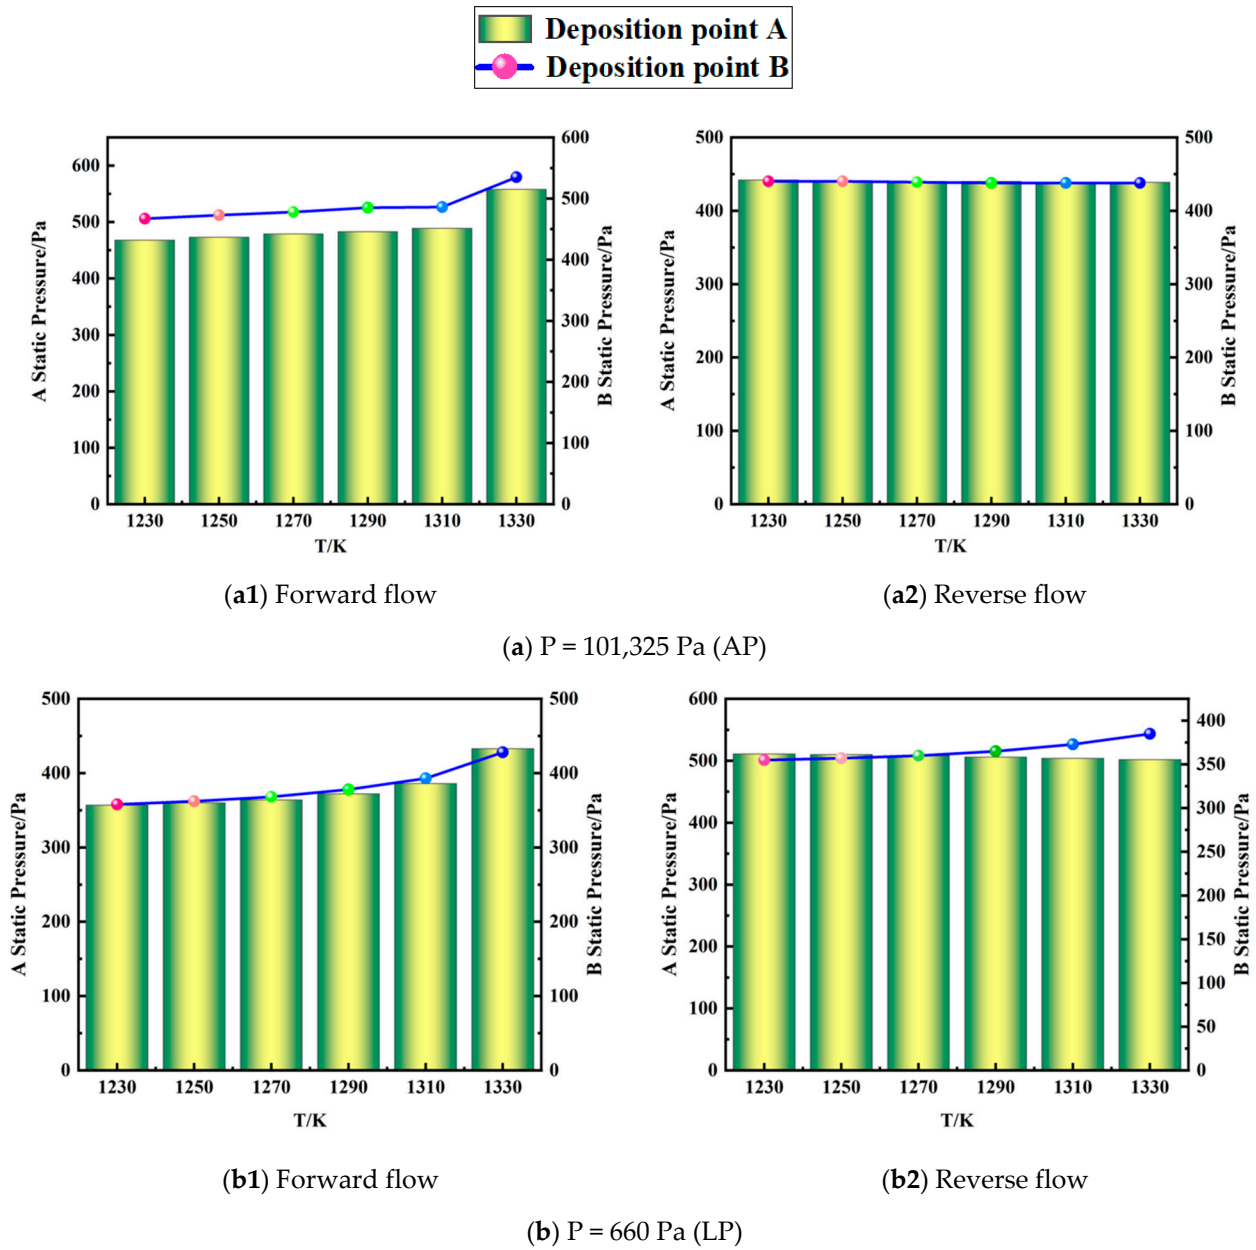 Deposition point A
Deposition point B
600
500
400
300
200
100
0
A Static Pressure/Pa
600
500
400
300
200
100
0
B Static Pressure/Pa
1230 1250 1270 1290 1310 1330
T/K
(a1) Forward flow
500
400
300
200
100
0
A Static Pressure/Pa
500
400
300
200
100
0
B Static Pressure/Pa
1230 1250 1270 1290 1310 1330
T/K
(a2) Reverse flow
(a) P = 101,325 Pa (AP)
500
400
300
200
100
0
A Static Pressure/Pa
500
400
300
200
100
0
B Static Pressure/Pa
1230 1250 1270 1290 1310 1330
T/K
(b1) Forward flow
600
500
400
300
200
100
0
A Static Pressure/Pa
400
350
300
250
200
150
100
50
0
B Static Pressure/Pa
1230 1250 1270 1290 1310 1330
T/K
(b2) Reverse flow
(b) P = 660 Pa (LP)